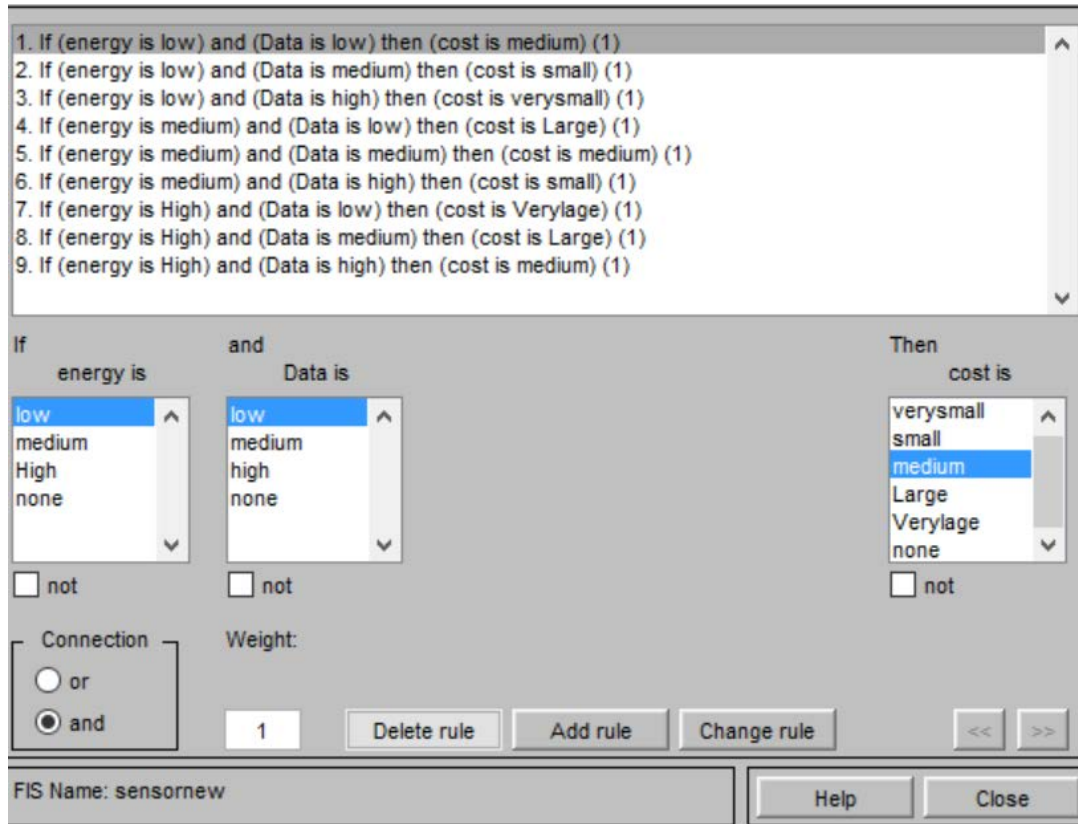 1. If (energy is low) and (Data is low) then (cost is medium) (1)
2. If (energy is low) and (Data is medium) then (cost is small) (1)
3. If (energy is low) and (Data is high) then (cost is verysmall) (1)
4. If (energy is medium) and (Data is low) then (cost is Large) (1)
5. If (energy is medium) and (Data is medium) then (cost is medium) (1)
6. If (energy is medium) and (Data is high) then (cost is small) (1)
7. If (energy is High) and (Data is low) then (cost is Verylage) (1)
8. If (energy is High) and (Data is medium) then (cost is Large) (1)
9. If (energy is High) and (Data is high) then (cost is medium) (1)
If
energy is
low
medium
High
none
not
and
Data is
low
medium
high
none
not
Then
cost is
verysmall
small
medium
Large
Verylage
none
not
Connection
or
and
Weight:
1
Delete rule
Add rule
Change rule
<<
>>
FIS Name: sensornew
Help
Close